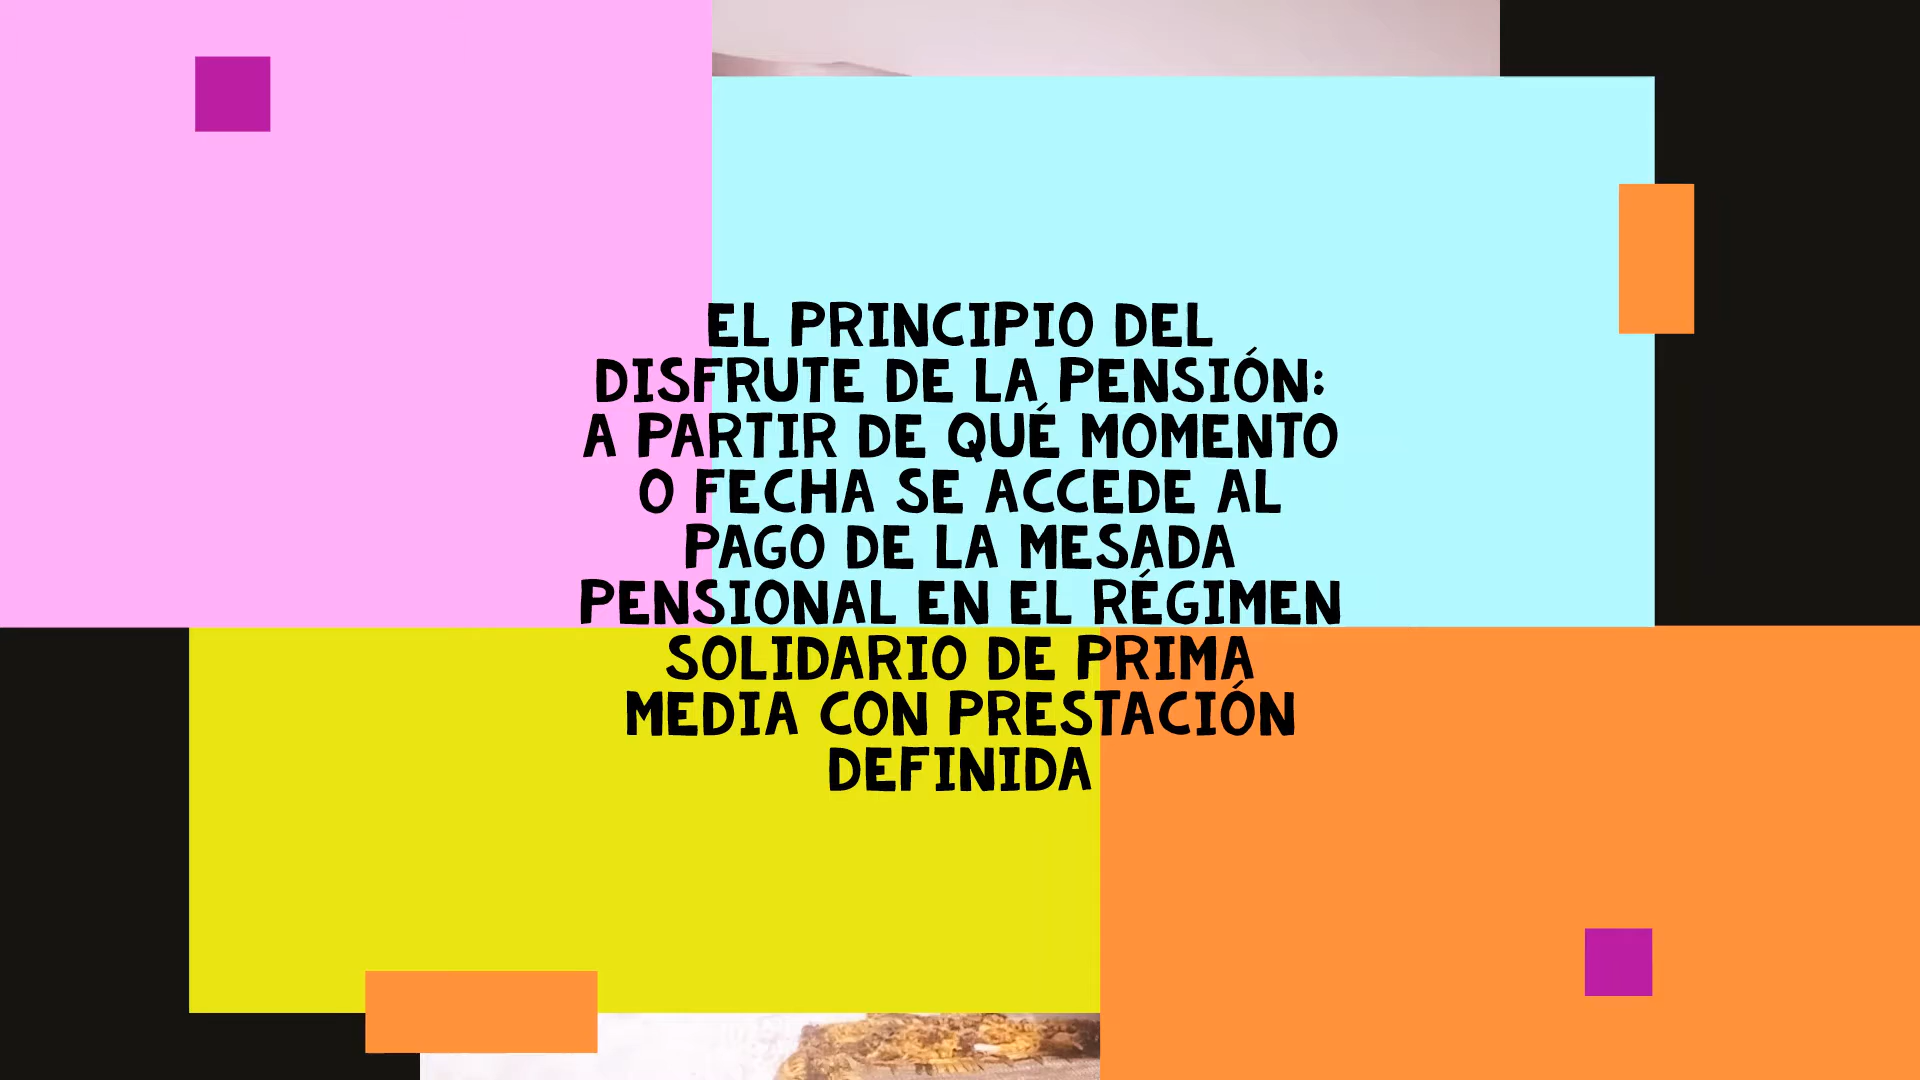 EL PRINCIPIO DEL
DISFRUTE DE LA PENSIÓN:
A PARTIR DE QUÉ MOMENTO
O FECHA SE ACCEDE AL
PAGO DE LA MESADA
PENSIONAL EN EL RÉGIMEN
SOLIDARIO DE PRIMA
MEDIA CON PRESTACIÓN
DEFINIDA